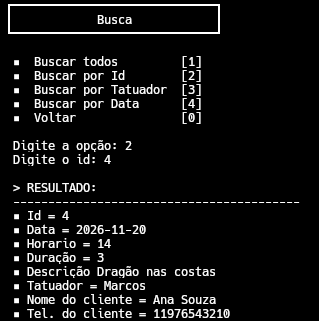 Busca
▪ Buscar todos [1]
▪ Buscar por Id [2]
▪ Buscar por Tatuador [3]
▪ Buscar por Data [4]
▪ Voltar [5]
Digite a opção: 2
Digite o id: 4
> RESULTADO:
-----------------------------------------
▪ Id = 4
▪ Data = 2026-11-20
▪ Horario = 14
▪ Duração = 3
▪ Descrição Dragão nas costas
▪ Tatuador = Marcos
▪ Nome do cliente = Ana Souza
▪ Tel. do cliente = 11976543210